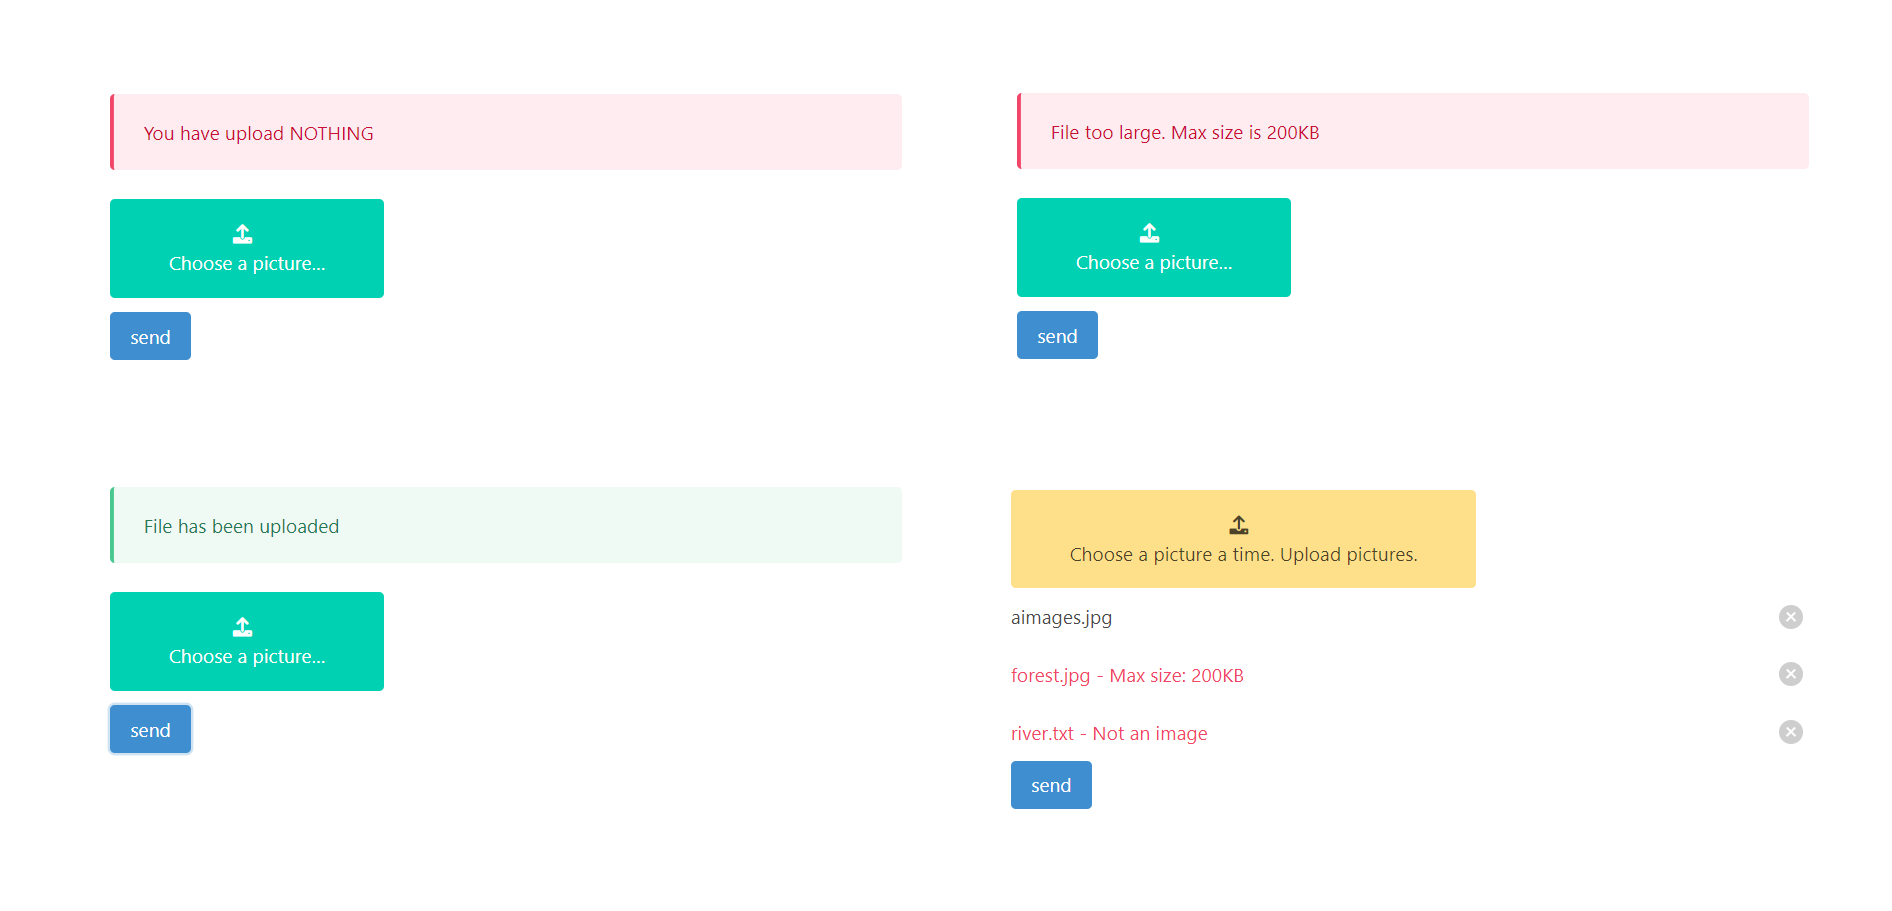 You have upload NOTHING
Choose a picture...
send
File too large. Max size is 200KB
Choose a picture...
send
File has been uploaded
Choose a picture...
send
Choose a picture a time. Upload pictures.
aimages.jpg
forest.jpg - Max size: 200KB
river.txt - Not an image
send